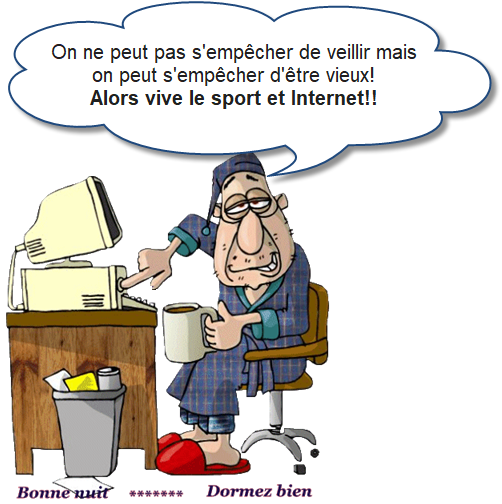 On ne peut pas s'empêcher de veillir mais
on peut s'empêcher d'être vieux!
Alors vive le sport et Internet!!
Bonne nuit ******* Dormez bien